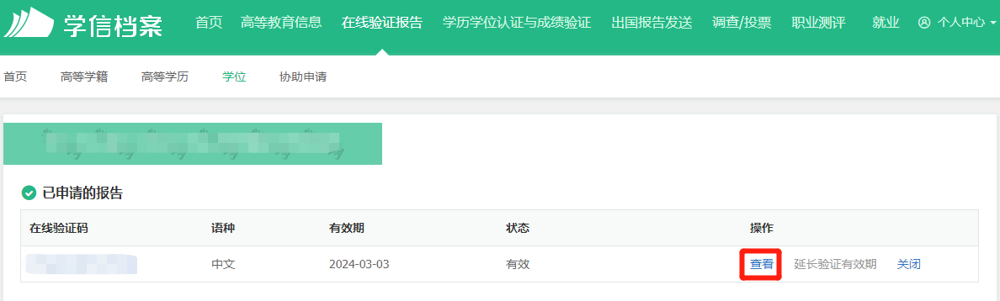 学信档案 首页 高等教育信息 在线验证报告 学历学位认证与成绩验证 出国报告发送 调查/投票 职业测评 就业 个人中心
首页 高等学籍 高等学历 学位 协助申请
已申请的报告
在线验证码 语种 有效期 状态 操作
中文 2024-03-03 有效 查看 延长验证有效期 关闭